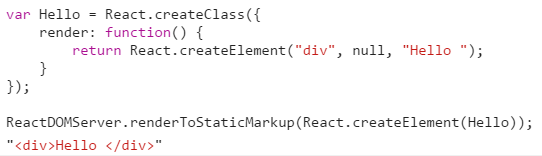 var Hello = React.createClass({
    render: function() {
        return React.createElement("div", null, "Hello ");
    }
});
ReactDOMServer.renderToStaticMarkup(React.createElement(Hello));
"<div>Hello </div>"